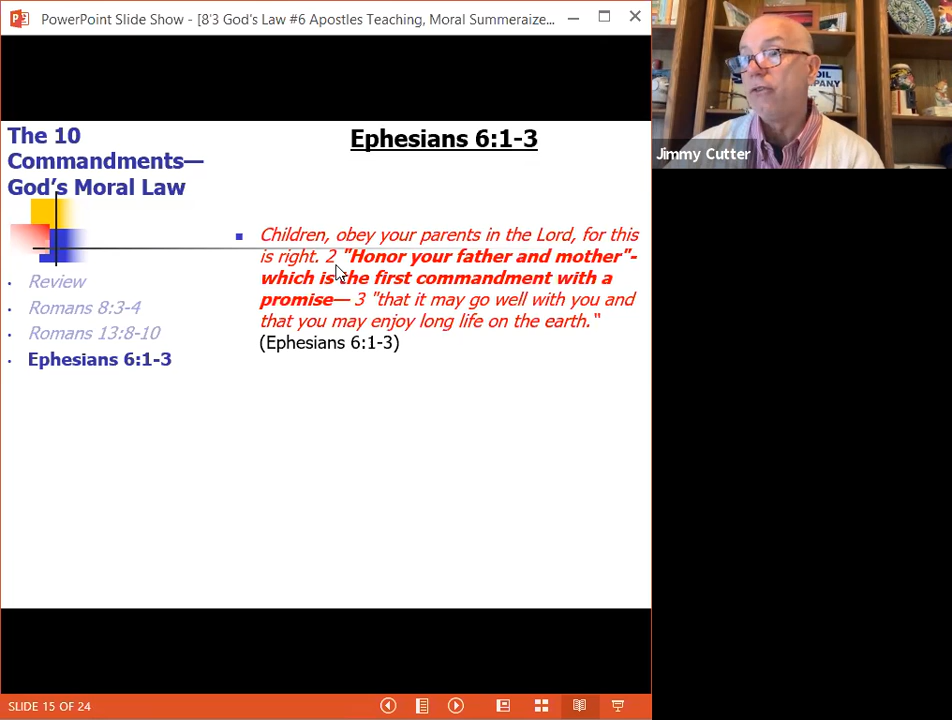 PowerPoint Slide Show - [8'3 God's Law #6 Apostles Teaching, Moral Summeraize...
The 10
Commandments—
God's Moral Law
Review
Romans 8:3-4
Romans 13:8-10
Ephesians 6:1-3
Ephesians 6:1-3
Children, obey your parents in the Lord, for this
is right. 2 "Honor your father and mother"-
which is the first commandment with a
promise— 3 "that it may go well with you and
that you may enjoy long life on the earth."
(Ephesians 6:1-3)
OIL
MPANY
Jimmy Cutter
SLIDE 15 OF 24